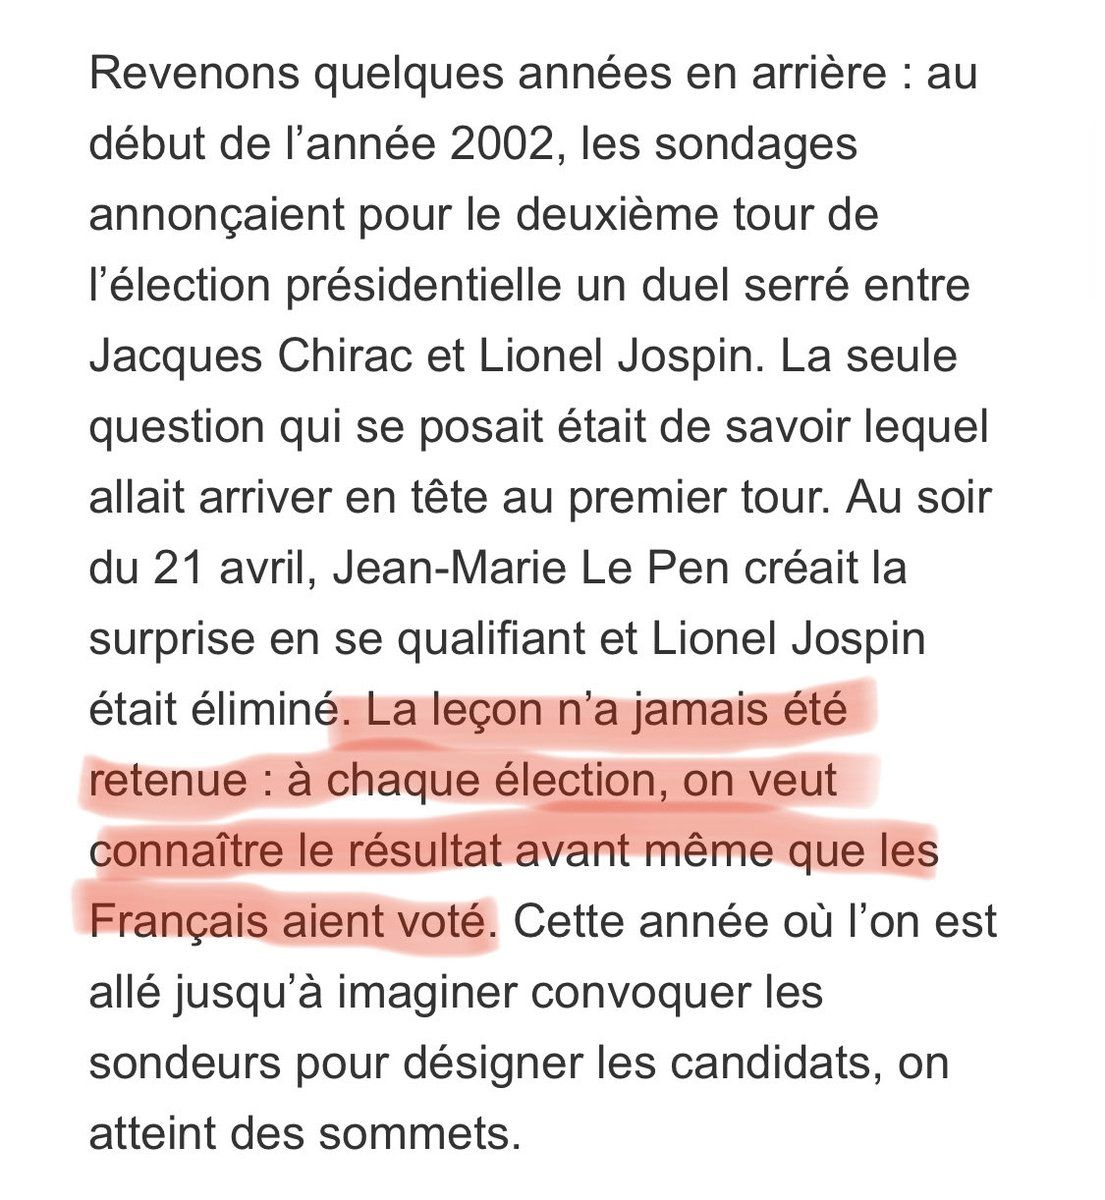 Revenons quelques années en arrière : au
début de l’année 2002, les sondages
annonçaient pour le deuxième tour de
l’élection présidentielle un duel serré entre
Jacques Chirac et Lionel Jospin. La seule
question qui se posait était de savoir lequel
allait arriver en tête au premier tour. Au soir
du 21 avril, Jean-Marie Le Pen créait la
surprise en se qualifiant et Lionel Jospin
était éliminé. La leçon n’a jamais été
retenue : à chaque élection, on veut
connaître le résultat avant même que les
Français aient voté. Cette année où l’on est
allé jusqu’à imaginer convoquer les
sondeurs pour désigner les candidats, on
atteint des sommets.